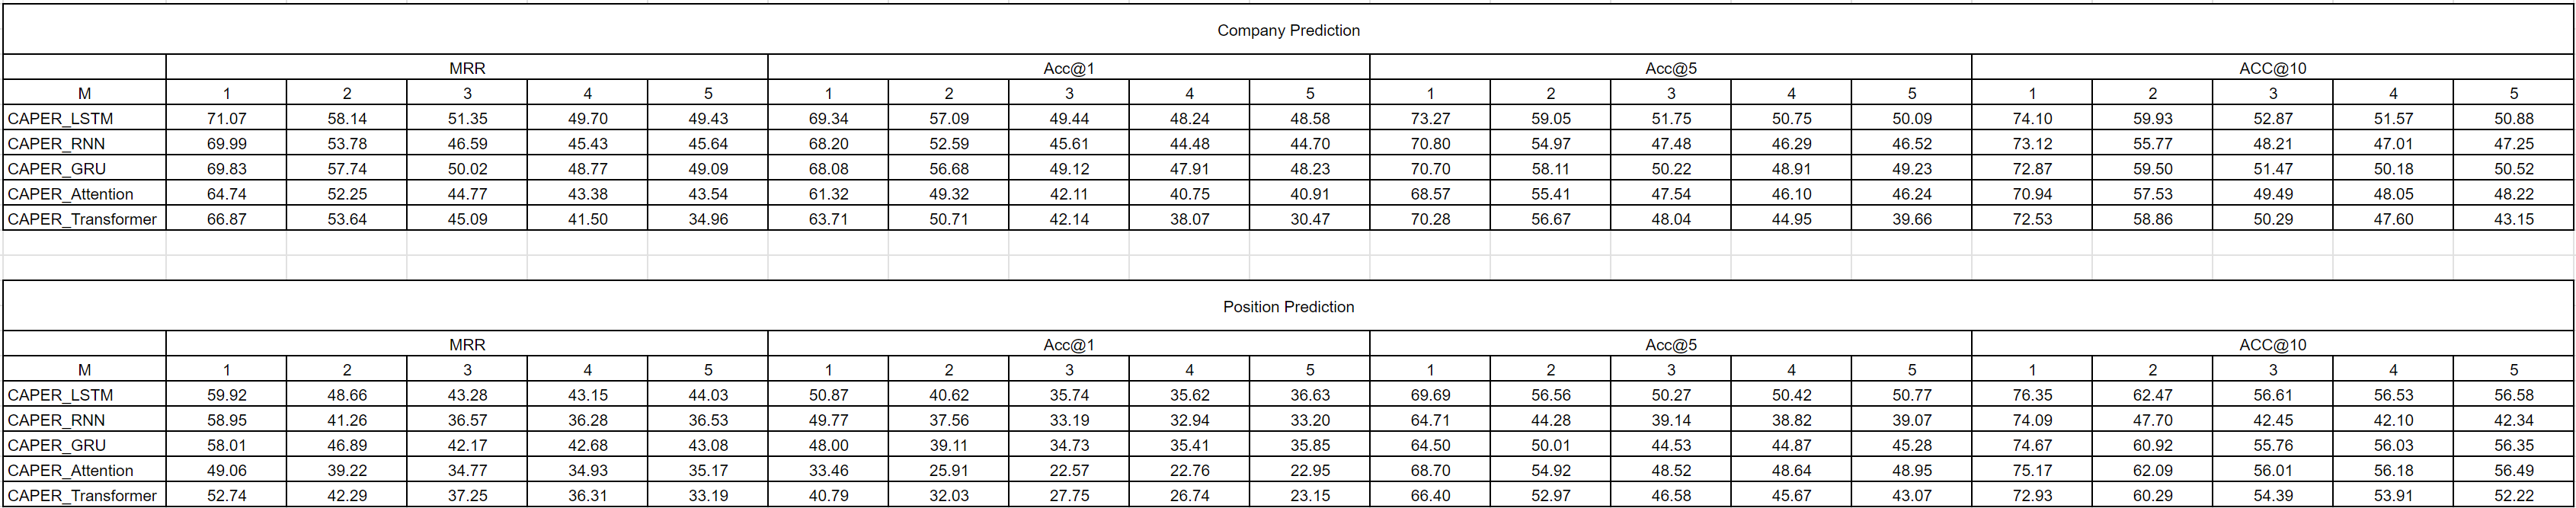 Company Prediction
MRR Acc@1 Acc@5 ACC@10
M 1 2 3 4 5 1 2 3 4 5 1 2 3 4 5 1 2 3 4 5
CAPER_LSTM 71.07 58.14 51.35 49.70 49.43 69.34 57.09 49.44 48.24 48.58 73.27 59.05 51.75 50.75 50.09 74.10 59.93 52.87 51.57 50.88
CAPER_RNN 69.99 53.78 46.59 45.43 45.64 68.20 52.59 45.61 44.48 44.70 70.80 54.97 47.48 46.29 46.52 73.12 55.77 48.21 47.01 47.25
CAPER_GRU 69.83 57.74 50.02 48.77 49.09 68.08 56.68 49.12 47.91 48.23 70.70 58.11 50.22 48.91 49.23 72.87 59.50 51.47 50.18 50.52
CAPER_Attention 64.74 52.25 44.77 43.38 43.54 61.32 49.32 42.11 40.75 40.91 68.57 55.41 47.54 46.10 46.24 70.94 57.53 49.49 48.05 48.22
CAPER_Transformer 66.87 53.64 45.09 41.50 34.96 63.71 50.71 42.14 38.07 30.47 70.28 56.67 48.04 44.95 39.66 72.53 58.86 50.29 47.60 43.15
Position Prediction
MRR Acc@1 Acc@5 ACC@10
M 1 2 3 4 5 1 2 3 4 5 1 2 3 4 5 1 2 3 4 5
CAPER_LSTM 59.92 48.66 43.28 43.15 44.03 50.87 40.62 35.74 35.62 36.63 69.69 56.56 50.27 50.42 50.77 76.35 62.47 56.61 56.53 56.58
CAPER_RNN 58.95 41.26 36.57 36.28 36.53 49.77 37.56 33.19 32.94 33.20 64.71 44.28 39.14 38.82 39.07 74.09 47.70 42.45 42.10 42.34
CAPER_GRU 58.01 46.89 42.17 42.68 43.08 48.00 39.11 34.73 35.41 35.85 64.50 50.01 44.53 44.87 45.28 74.67 60.92 55.76 56.03 56.35
CAPER_Attention 49.06 39.22 34.77 34.93 35.17 33.46 25.91 22.57 22.76 22.95 68.70 54.92 48.52 48.64 48.95 75.17 62.09 56.01 56.18 56.49
CAPER_Transformer 52.74 42.29 37.25 36.31 33.19 40.79 32.03 27.75 26.74 23.15 66.40 52.97 46.58 45.67 43.07 72.93 60.29 54.39 53.91 52.22